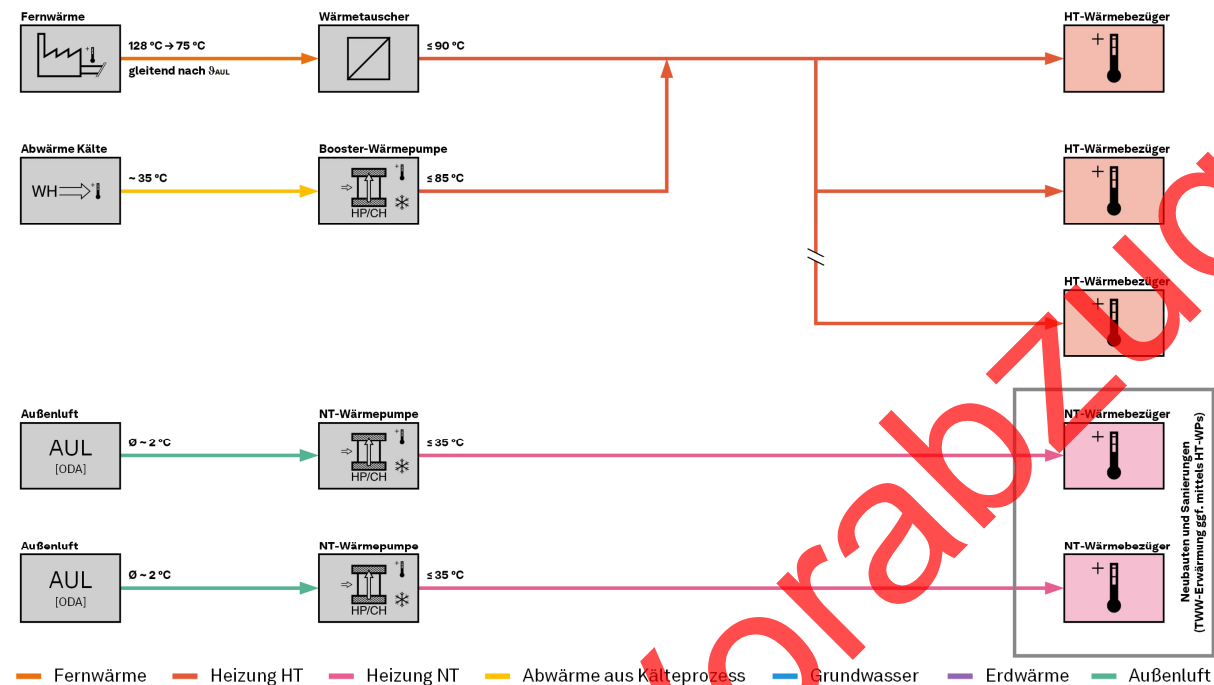 Fernwärme
Wärmetauscher
HT-Wärmebezüger
128 °C → 75 °C
≤ 90 °C
gleitend nach ϑAUL
Abwärme Kälte
Booster-Wärmepumpe
HT-Wärmebezüger
~ 35 °C
≤ 85 °C
WH
HP/CH
HT-Wärmebezüger
Außenluft
NT-Wärmepumpe
NT-Wärmebezüger
Ø ~ 2 °C
≤ 35 °C
AUL
[ODA]
HP/CH
Außenluft
NT-Wärmepumpe
NT-Wärmebezüger
Ø ~ 2 °C
≤ 35 °C
AUL
[ODA]
HP/CH
Neubauten und Sanierungen
(TWW-Erwärmung ggf. mittels HT-WPs)
Fernwärme
Heizung HT
Heizung NT
Abwärme aus Kälteprozess
Grundwasser
Erdwärme
Außenluft
orabzug